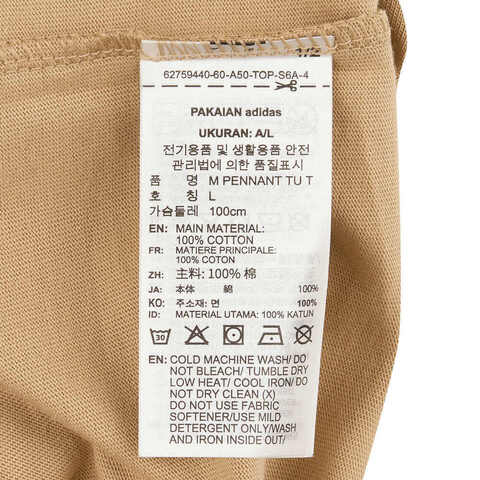 1/2
62759440-60-A50-TOP-S6A-4
PAKAIAN adidas
UKURAN: A/L
전기용품 및 생활용품 안전
관리법에 의한 품질표시
품 명 M PENNANT TU T
호 칭 L
가슴둘레 100cm
EN: MAIN MATERIAL:
100% COTTON
FR: MATIERE PRINCIPALE:
100% COTON
ZH: 主料: 100% 棉
JA: 本体 綿 100%
KO: 주소재: 면 100%
ID: MATERIAL UTAMA: 100% KATUN
30
EN: COLD MACHINE WASH/ DO
NOT BLEACH/ TUMBLE DRY
LOW HEAT/ COOL IRON/ DO
NOT DRY CLEAN (X)
DO NOT USE FABRIC
SOFTENER/ USE MILD
DETERGENT ONLY/ WASH
AND IRON INSIDE OUT/